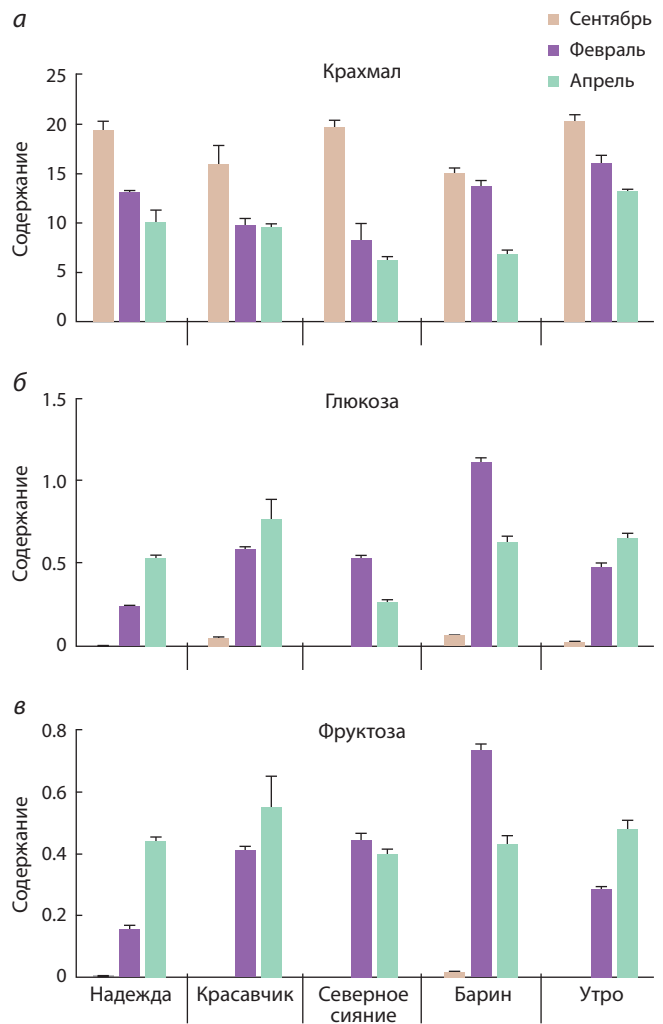 а
Сентябрь
Февраль
Апрель
Крахмал
Содержание
25
20
15
10
5
0
б
Глюкоза
Содержание
1.5
1.0
0.5
0
в
Фруктоза
Содержание
0.8
0.6
0.4
0.2
0
Надежда
Красавчик
Северное
сияние
Барин
Утро